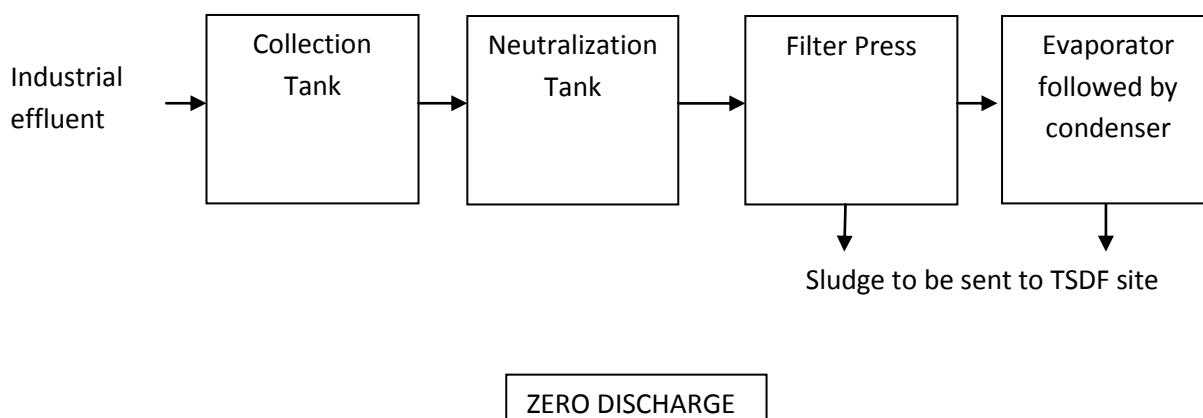 Industrial
effluent
Collection
Tank
Neutralization
Tank
Filter Press
Evaporator
followed by
condenser
Sludge to be sent to TSDF site
ZERO DISCHARGE